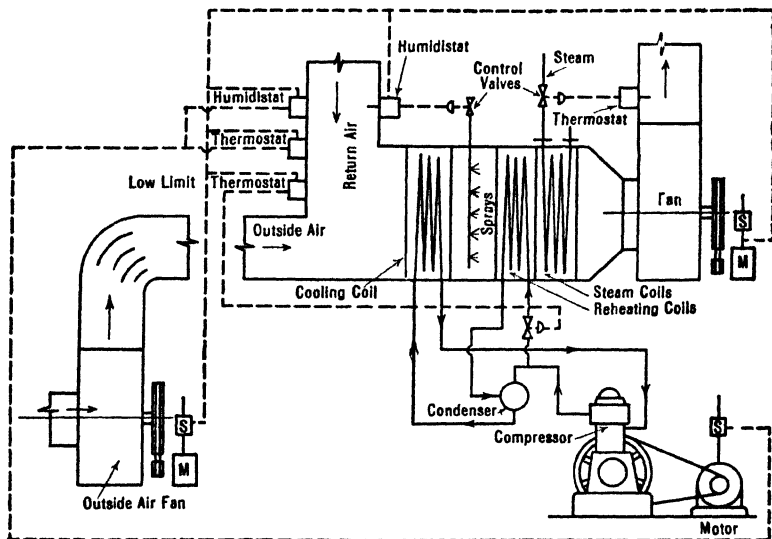 Humidistat
Steam
Control
Valves
Humidistat
Thermostat
Thermostat
Return Air
Low Limit
Thermostat
Sprays
Fan
Outside Air
S
M
Cooling Coil
Steam Coils
Reheating Coils
Condenser
Compressor
S
S
M
Outside Air Fan
Motor